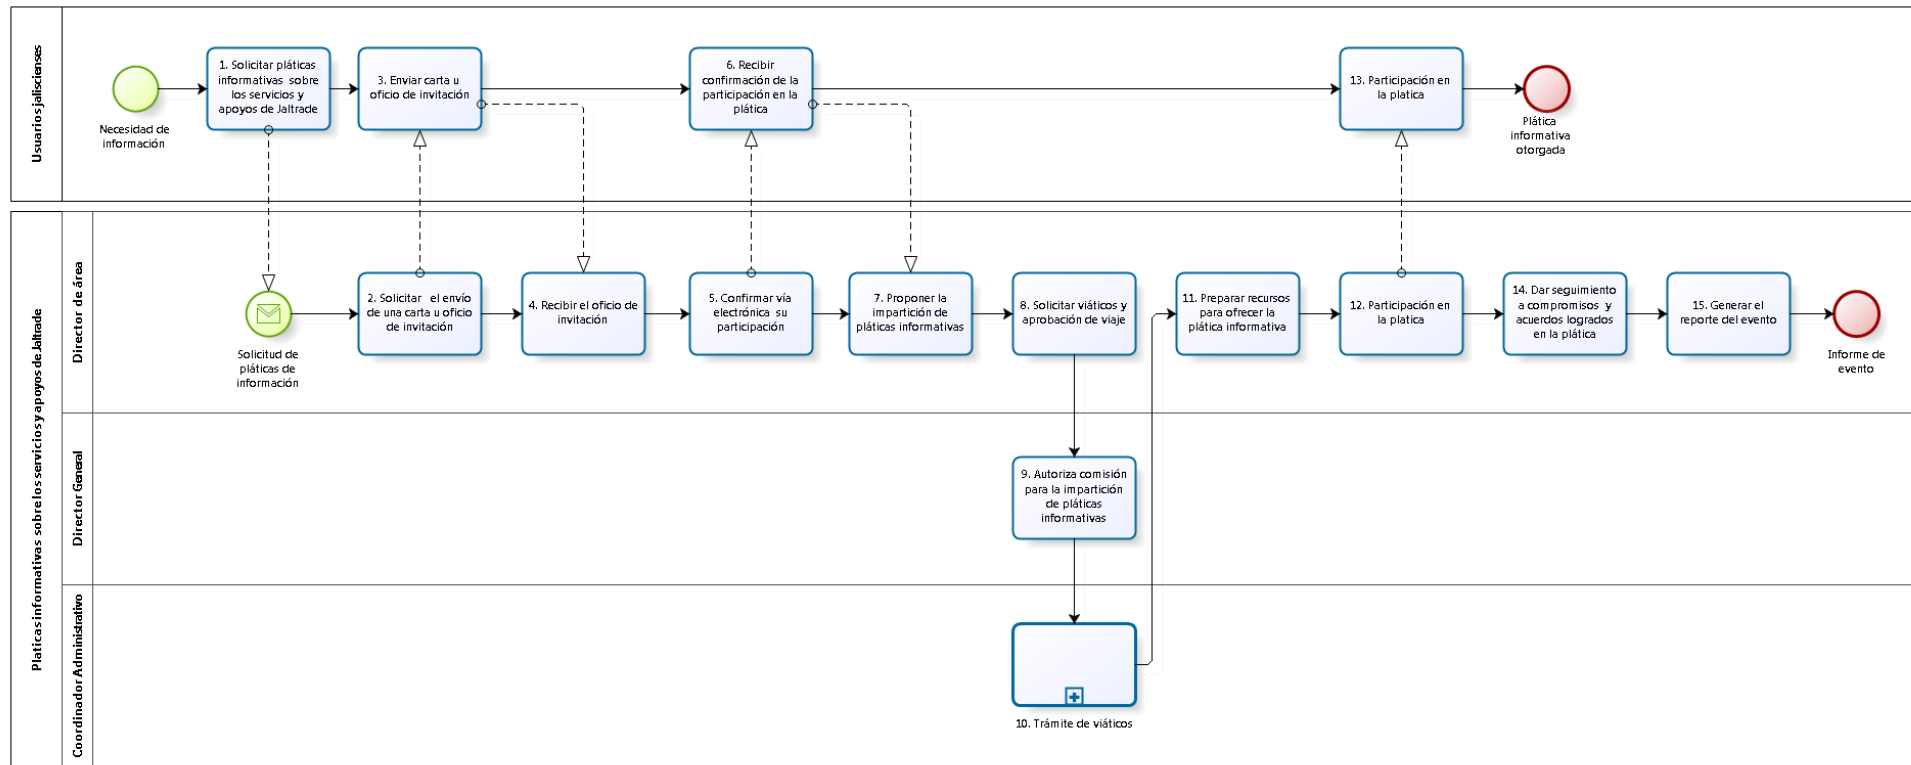 Usuarios jaliscienses
Necesidad de
información
1. Solicitar pláticas
informativas sobre
los servicios y
apoyos de Jaltrade
3. Enviar carta u
oficio de invitación
6. Recibir
confirmación de la
participación en la
plática
13. Participación en
la platica
Plática
informativa
otorgada
Platicas informativas sobre los servicios y apoyos de Jaltrade
Director de área
Solicitud de
pláticas de
información
2. Solicitar el envío
de una carta u oficio
de invitación
4. Recibir el oficio de
invitación
5. Confirmar vía
electrónica su
participación
7. Proponer la
impartición de
pláticas informativas
8. Solicitar viáticos y
aprobación de viaje
11. Preparar recursos
para ofrecer la
plática informativa
12. Participación en
la platica
14. Dar seguimiento
a compromisos y
acuerdos logrados
en la plática
15. Generar el
reporte del evento
Informe de
evento
Director General
9. Autoriza comisión
para la impartición
de pláticas
informativas
Coordinador Administrativo
10. Trámite de viáticos